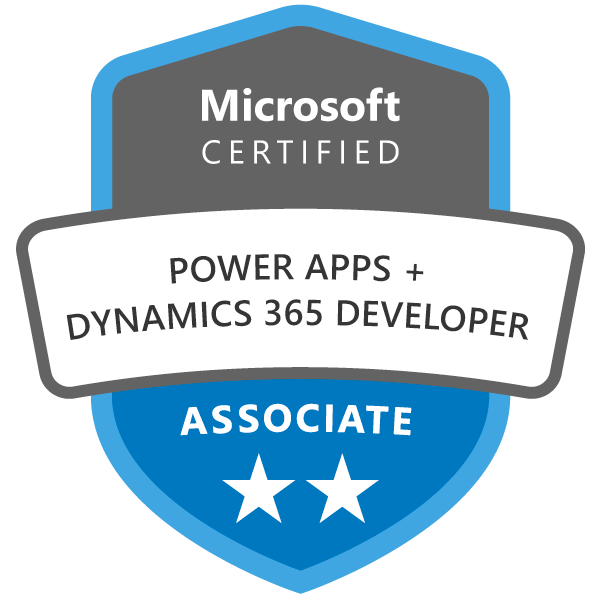 Microsoft
CERTIFIED
POWER APPS +
DYNAMICS 365 DEVELOPER
ASSOCIATE